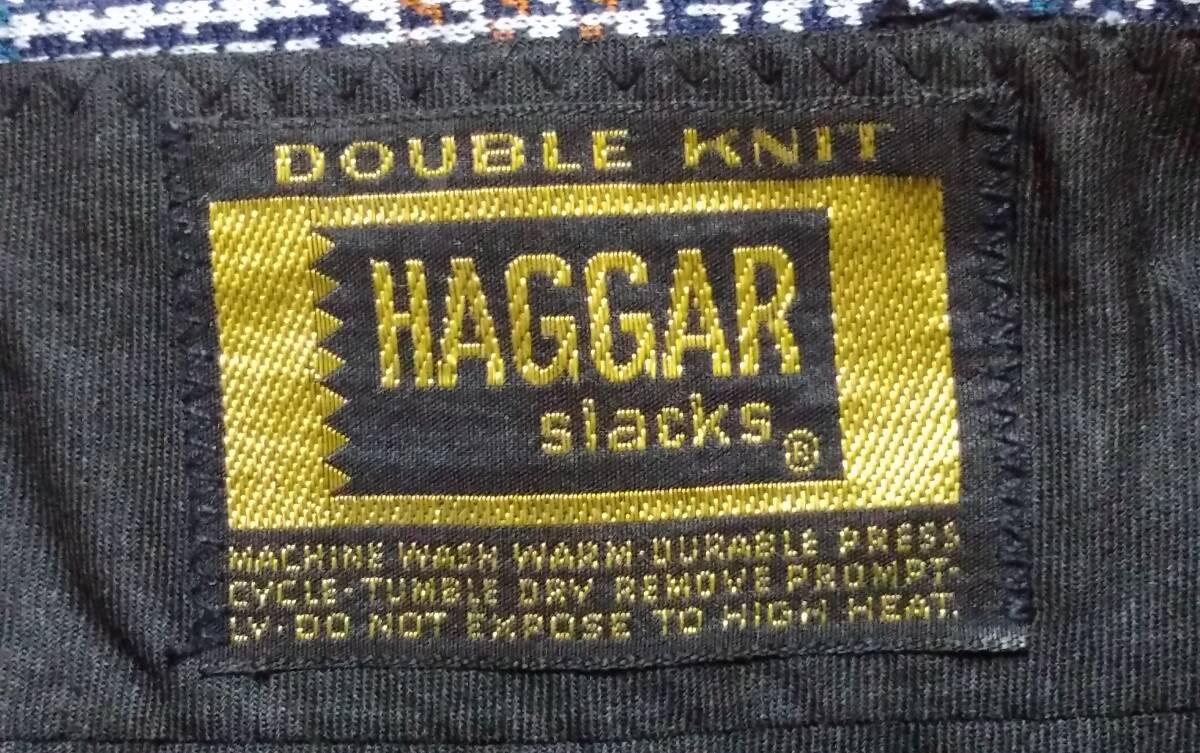 DOUBLE KNIT
HAGGAR
slacks®
MACHINE WASH WARM·DURABLE PRESS
CYCLE·TUMBLE DRY REMOVE PROMPT-
LY·DO NOT EXPOSE TO HIGH HEAT.